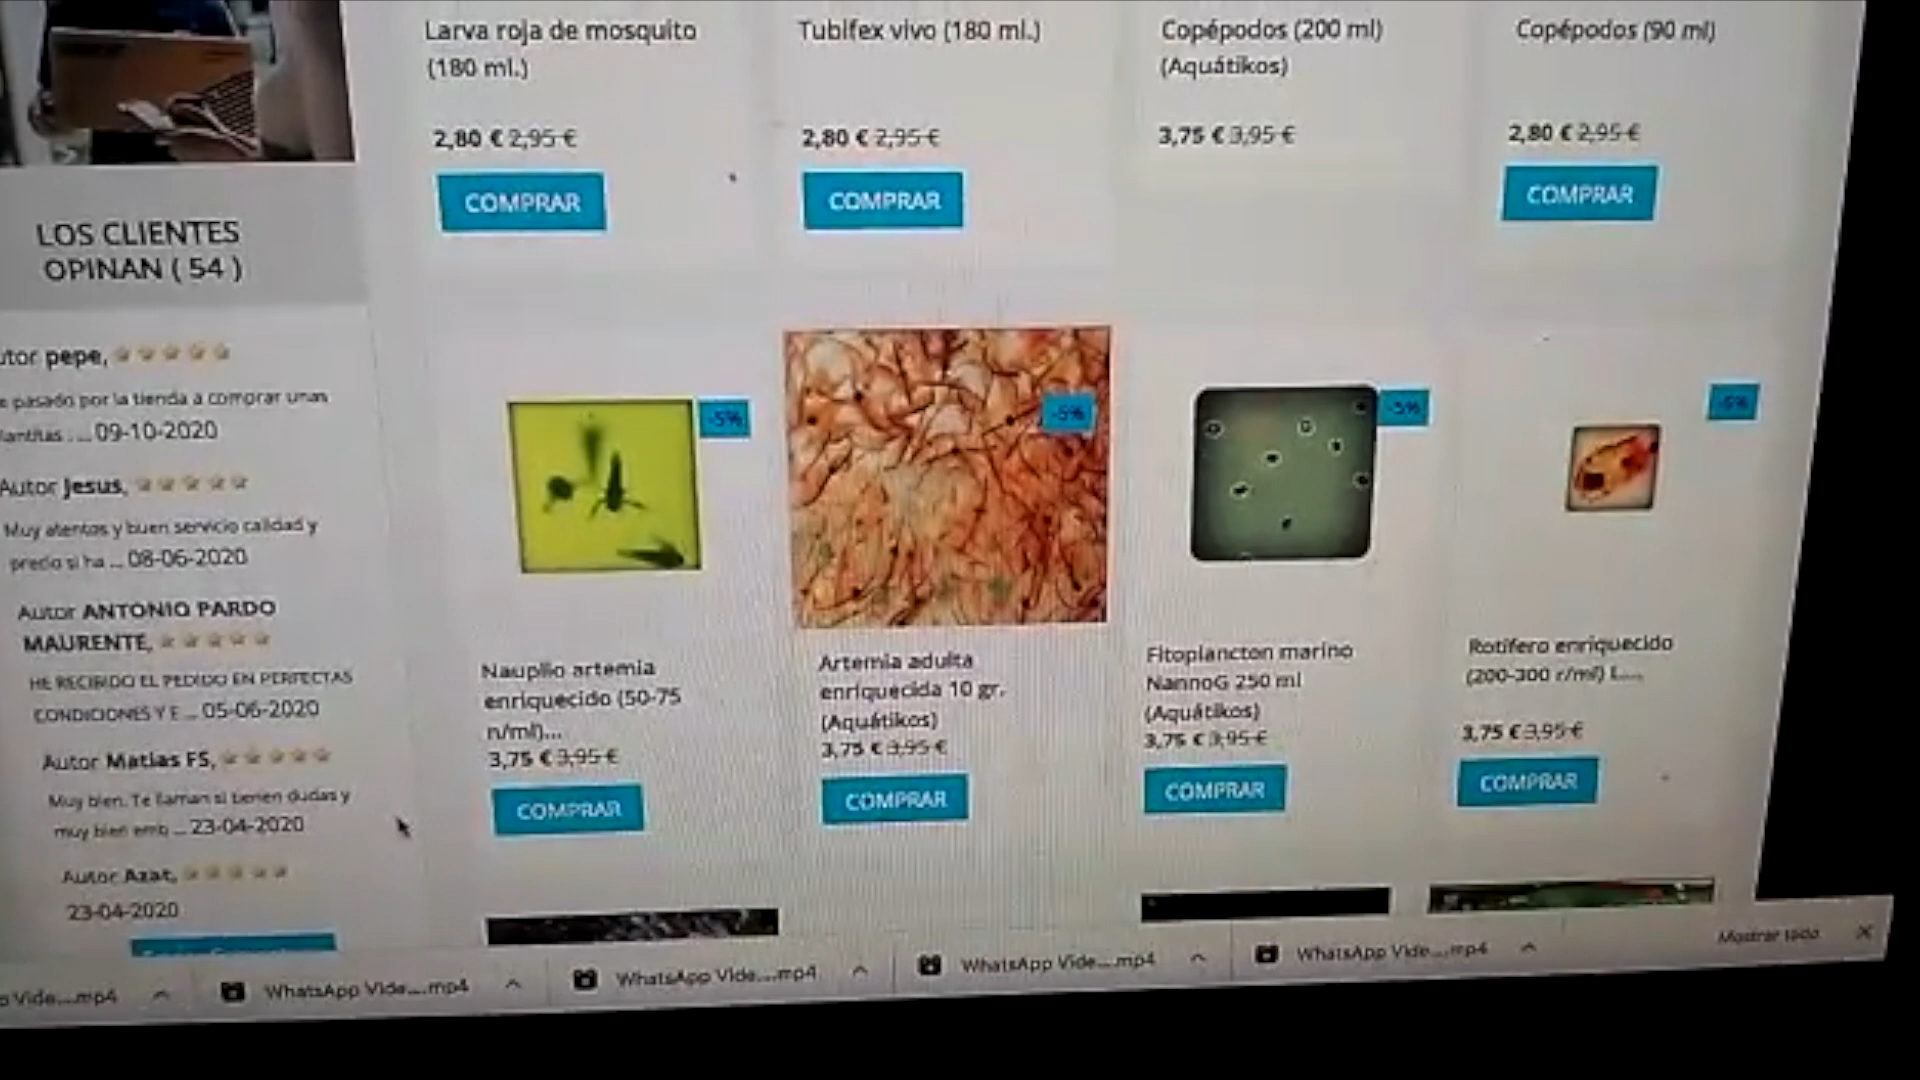 Larva roja de mosquito
(180 ml.)
2,80 € 2,95 €
COMPRAR
Tubifex vivo (180 ml.)
2,80 € 2,95 €
COMPRAR
Copépodos (200 ml)
(Aquátikos)
3,75 € 3,95 €
Copépodos (90 ml)
2,80 € 2,95 €
COMPRAR
LOS CLIENTES
OPINAN ( 54 )
utor pepe,
e pasado por la tienda a comprar unas
lantitas .... 09-10-2020
Autor Jesus,
Muy atentos y buen servicio calidad y
precio si ha ... 08-06-2020
Autor ANTONIO PARDO
MAURENTE,
HE RECIBIDO EL PEDIDO EN PERFECTAS
CONDICIONES Y E ... 05-06-2020
Autor Matias FS,
Muy bien. Te llaman si tienen dudas y
muy bien emb ... 23-04-2020
Autor Azat,
23-04-2020
-5%
Nauplio artemia
enriquecido (50-75
n/ml)...
3,75 € 3,95 €
COMPRAR
-5%
Artemia adulta
enriquecida 10 gr.
(Aquátikos)
3,75 € 3,95 €
COMPRAR
-5%
Fitoplancton marino
NannoG 250 ml
(Aquátikos)
3,75 € 3,95 €
COMPRAR
-5%
Rotífero enriquecido
(200-300 r/ml)
3,75 € 3,95 €
COMPRAR
p Vide....mp4
WhatsApp Vide....mp4
WhatsApp Vide....mp4
WhatsApp Vide....mp4
WhatsApp Vide....mp4
Mostrar todo